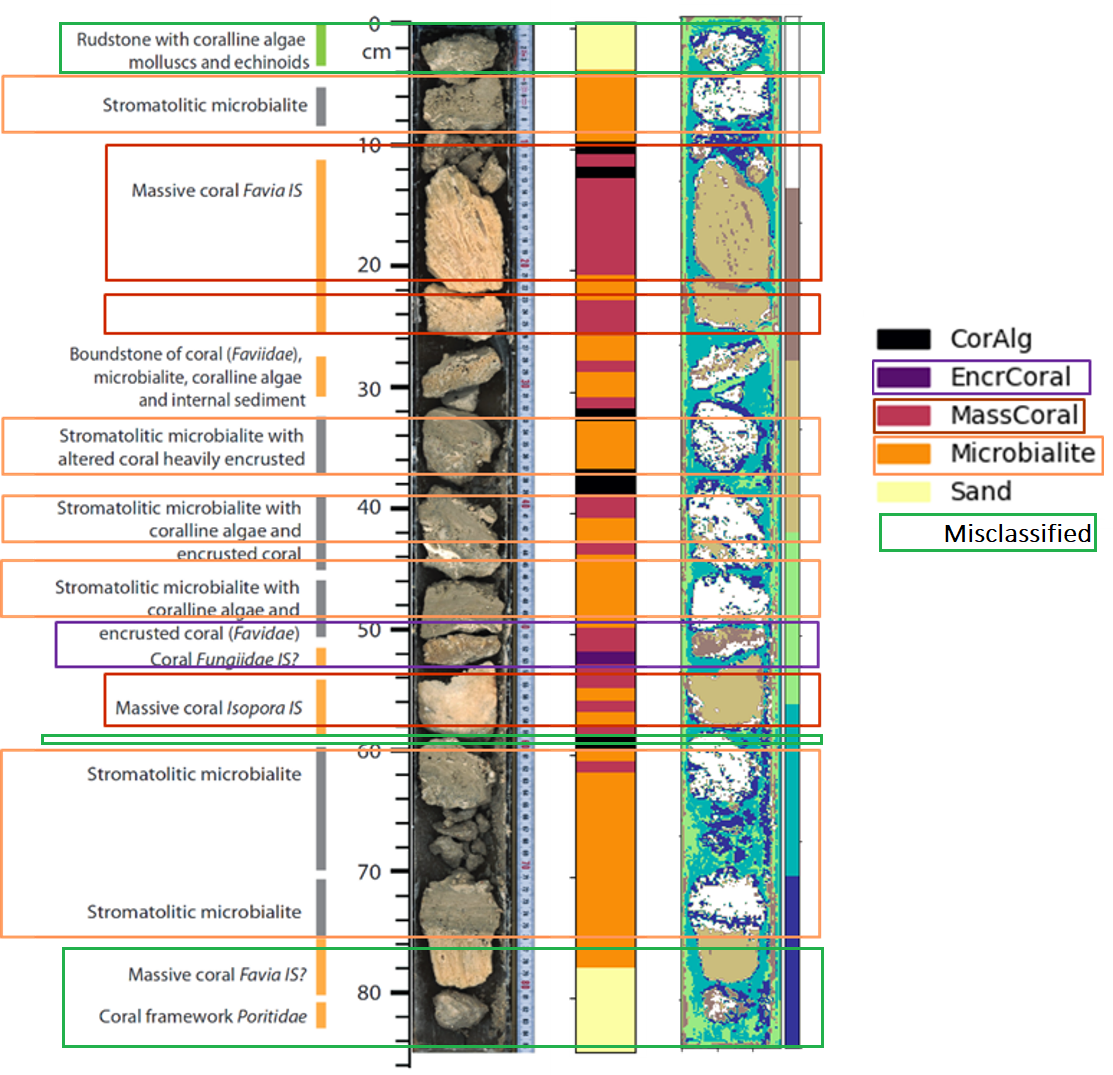 0
cm
Rudstone with coralline algae
molluscs and echinoids
Stromatolitic microbialite
10
Massive coral Favia IS
20
Boundstone of coral (Faviidae),
microbialite, coralline algae
and internal sediment
30
Stromatolitic microbialite with
altered coral heavily encrusted
40
Stromatolitic microbialite with
coralline algae and
encrusted coral
Stromatolitic microbialite with
coralline algae and
encrusted coral (Favidae)
50
Coral Fungiidae IS?
Massive coral Isopora IS
60
Stromatolitic microbialite
70
Stromatolitic microbialite
Massive coral Favia IS?
80
Coral framework Poritidae
CorAlg
EncrCoral
MassCoral
Microbialite
Sand
Misclassified